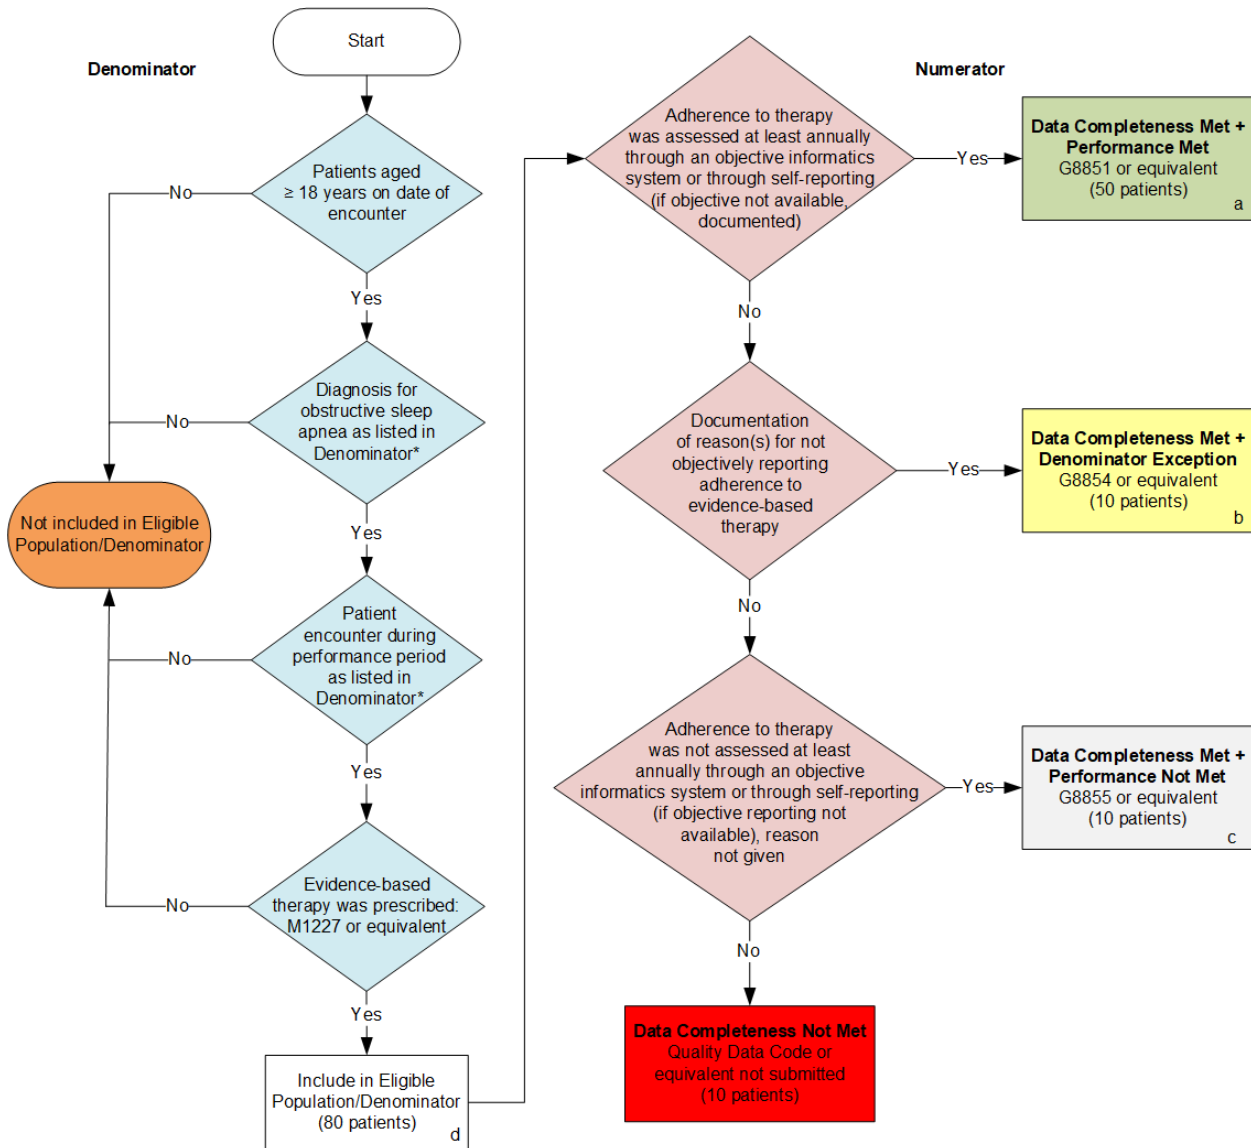 Start
Denominator
Patients aged
≥ 18 years on date of
encounter
No
Yes
Diagnosis for
obstructive sleep
apnea as listed in
Denominator*
No
Yes
Not included in Eligible
Population/Denominator
Patient
encounter during
performance period
as listed in
Denominator*
No
Yes
Evidence-based
therapy was prescribed:
M1227 or equivalent
No
Yes
Include in Eligible
Population/Denominator
(80 patients)
d
Numerator
Adherence to therapy
was assessed at least annually
through an objective informatics
system or through self-reporting
(if objective not available,
documented)
Yes
Data Completeness Met +
Performance Met
G8851 or equivalent
(50 patients)
a
No
Documentation
of reason(s) for not
objectively reporting
adherence to
evidence-based
therapy
Yes
Data Completeness Met +
Denominator Exception
G8854 or equivalent
(10 patients)
b
No
Adherence to therapy
was not assessed at least
annually through an objective
informatics system or through self-reporting
(if objective reporting not
available), reason
not given
Yes
Data Completeness Met +
Performance Not Met
G8855 or equivalent
(10 patients)
c
No
Data Completeness Not Met
Quality Data Code or
equivalent not submitted
(10 patients)